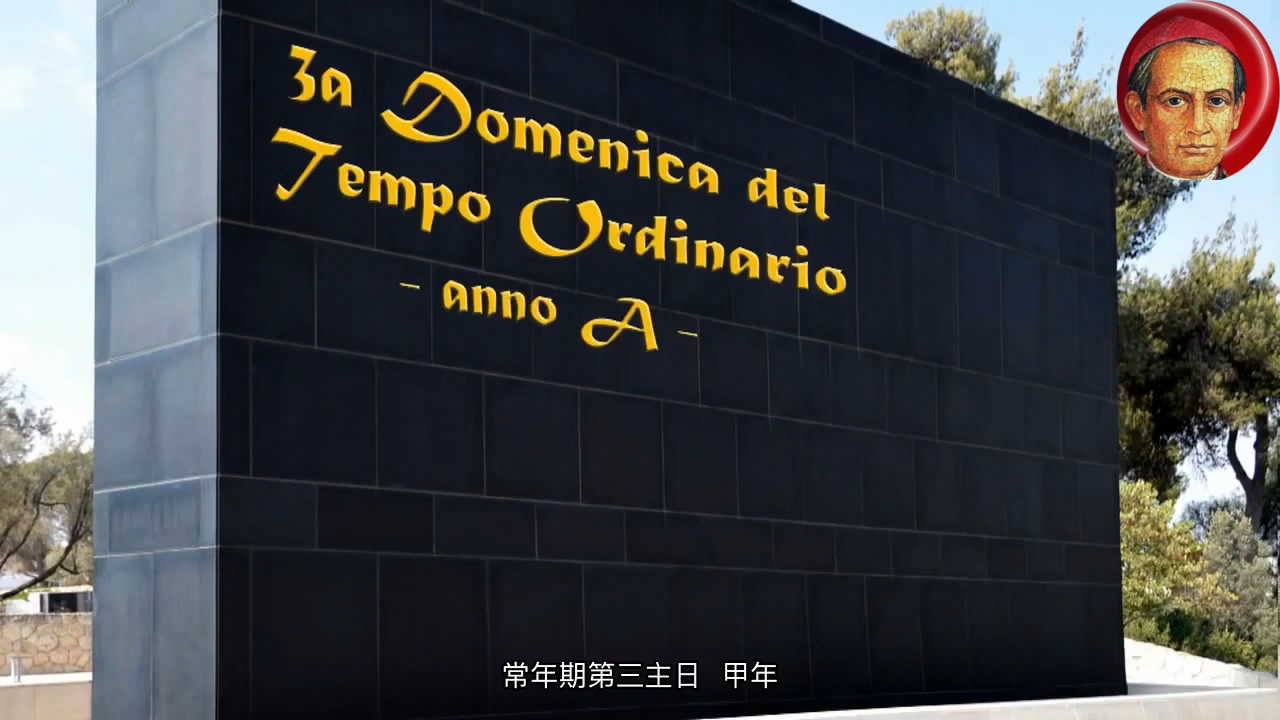 3a Domenica del
Tempo Ordinario
- anno A -
常年期第三主日 甲年